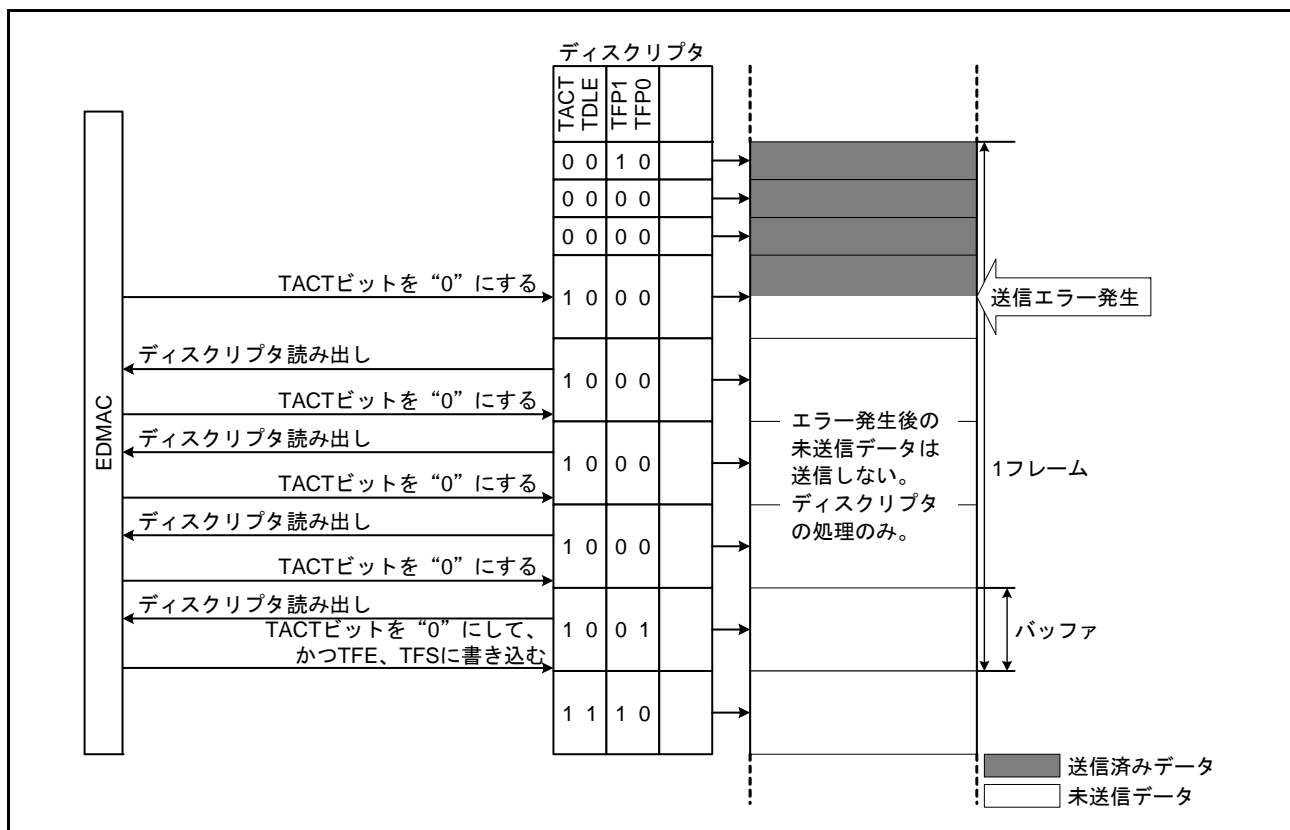 ディスクリプタ
TACT
TDLE
TFP1
TFP0
0 0 1 0
0 0 0 0
0 0 0 0
TACTビットを“0”にする
1 0 0 0
送信エラー発生
ディスクリプタ読み出し
1 0 0 0
TACTビットを“0”にする
ディスクリプタ読み出し
1 0 0 0
TACTビットを“0”にする
ディスクリプタ読み出し
1 0 0 0
TACTビットを“0”にする
ディスクリプタ読み出し
TACTビットを“0”にして、
かつTFE、TFSに書き込む
1 0 0 1
1 1 1 0
EDMAC
エラー発生後の
未送信データは
送信しない。
ディスクリプタ
の処理のみ。
1フレーム
バッファ
送信済みデータ
未送信データ